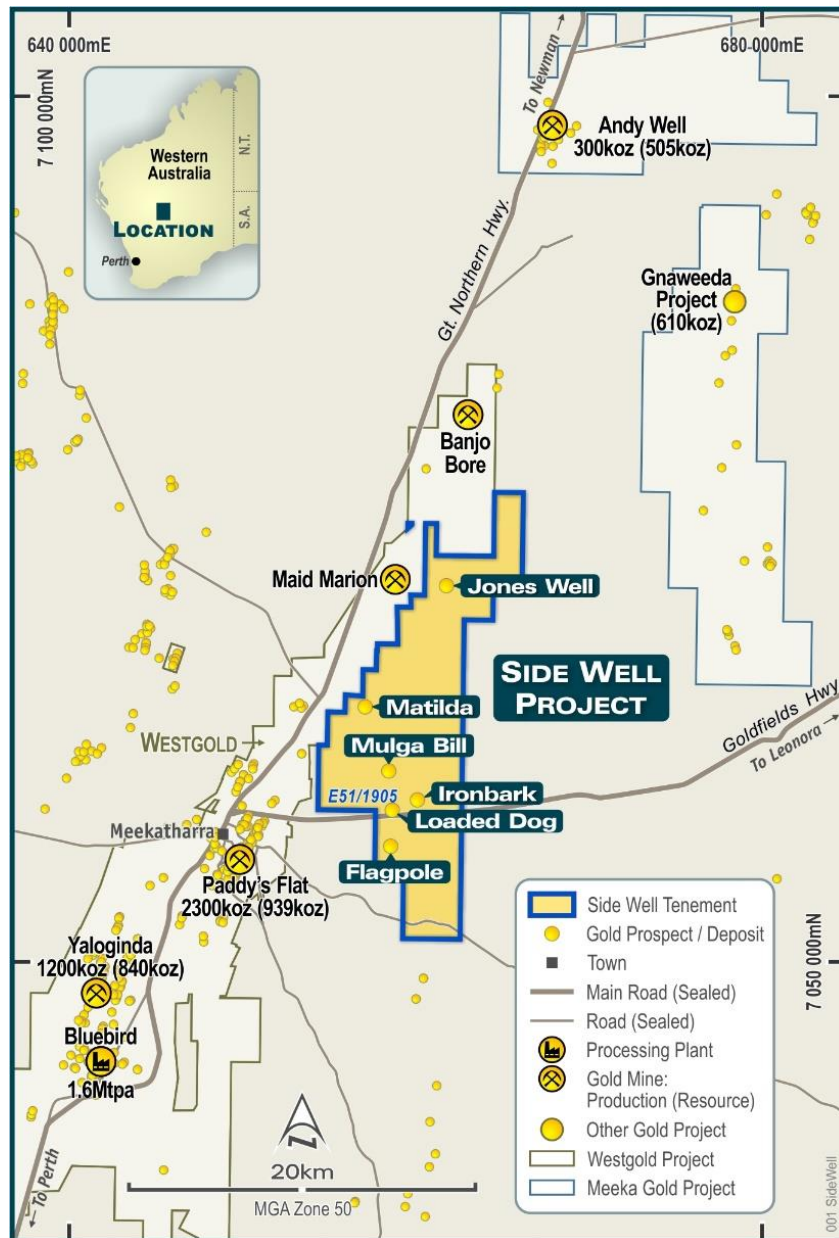 640 000mE
680 000mE
7 100 000mN
To Newman
Western
Australia
N.T.
S.A.
LOCATION
Perth
Andy Well
300koz (505koz)
Gt. Northern Hwy.
Gnaweeda
Project
(610koz)
Banjo
Bore
Maid Marion
Jones Well
SIDE WELL
PROJECT
Matilda
Goldfields Hwy
To Leonora
WESTGOLD
Mulga Bill
E51/1905
Ironbark
Loaded Dog
Meekatharra
Flagpole
Paddy's Flat
2300koz (939koz)
Yaloginda
1200koz (840koz)
7 050 000mN
Bluebird
1.6Mtpa
Side Well Tenement
Gold Prospect / Deposit
Town
Main Road (Sealed)
Road (Sealed)
Processing Plant
Gold Mine:
Production (Resource)
Other Gold Project
Westgold Project
Meeka Gold Project
20km
MGA Zone 50
To Perth
001 SideWell